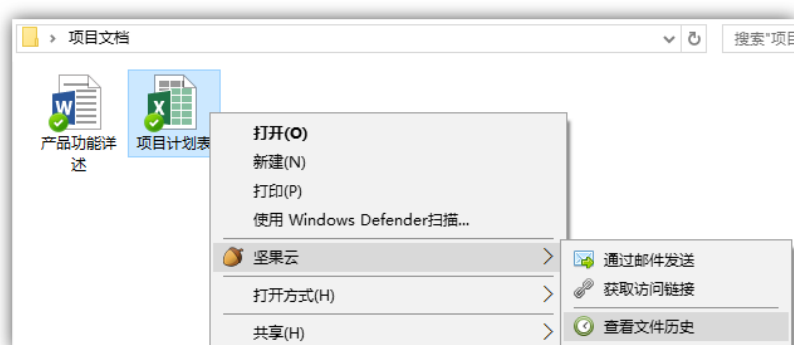 项目文档
搜索"项目
产品功能详
述
项目计划表
打开(O)
新建(N)
打印(P)
使用 Windows Defender扫描...
坚果云
打开方式(H)
共享(H)
通过邮件发送
获取访问链接
查看文件历史